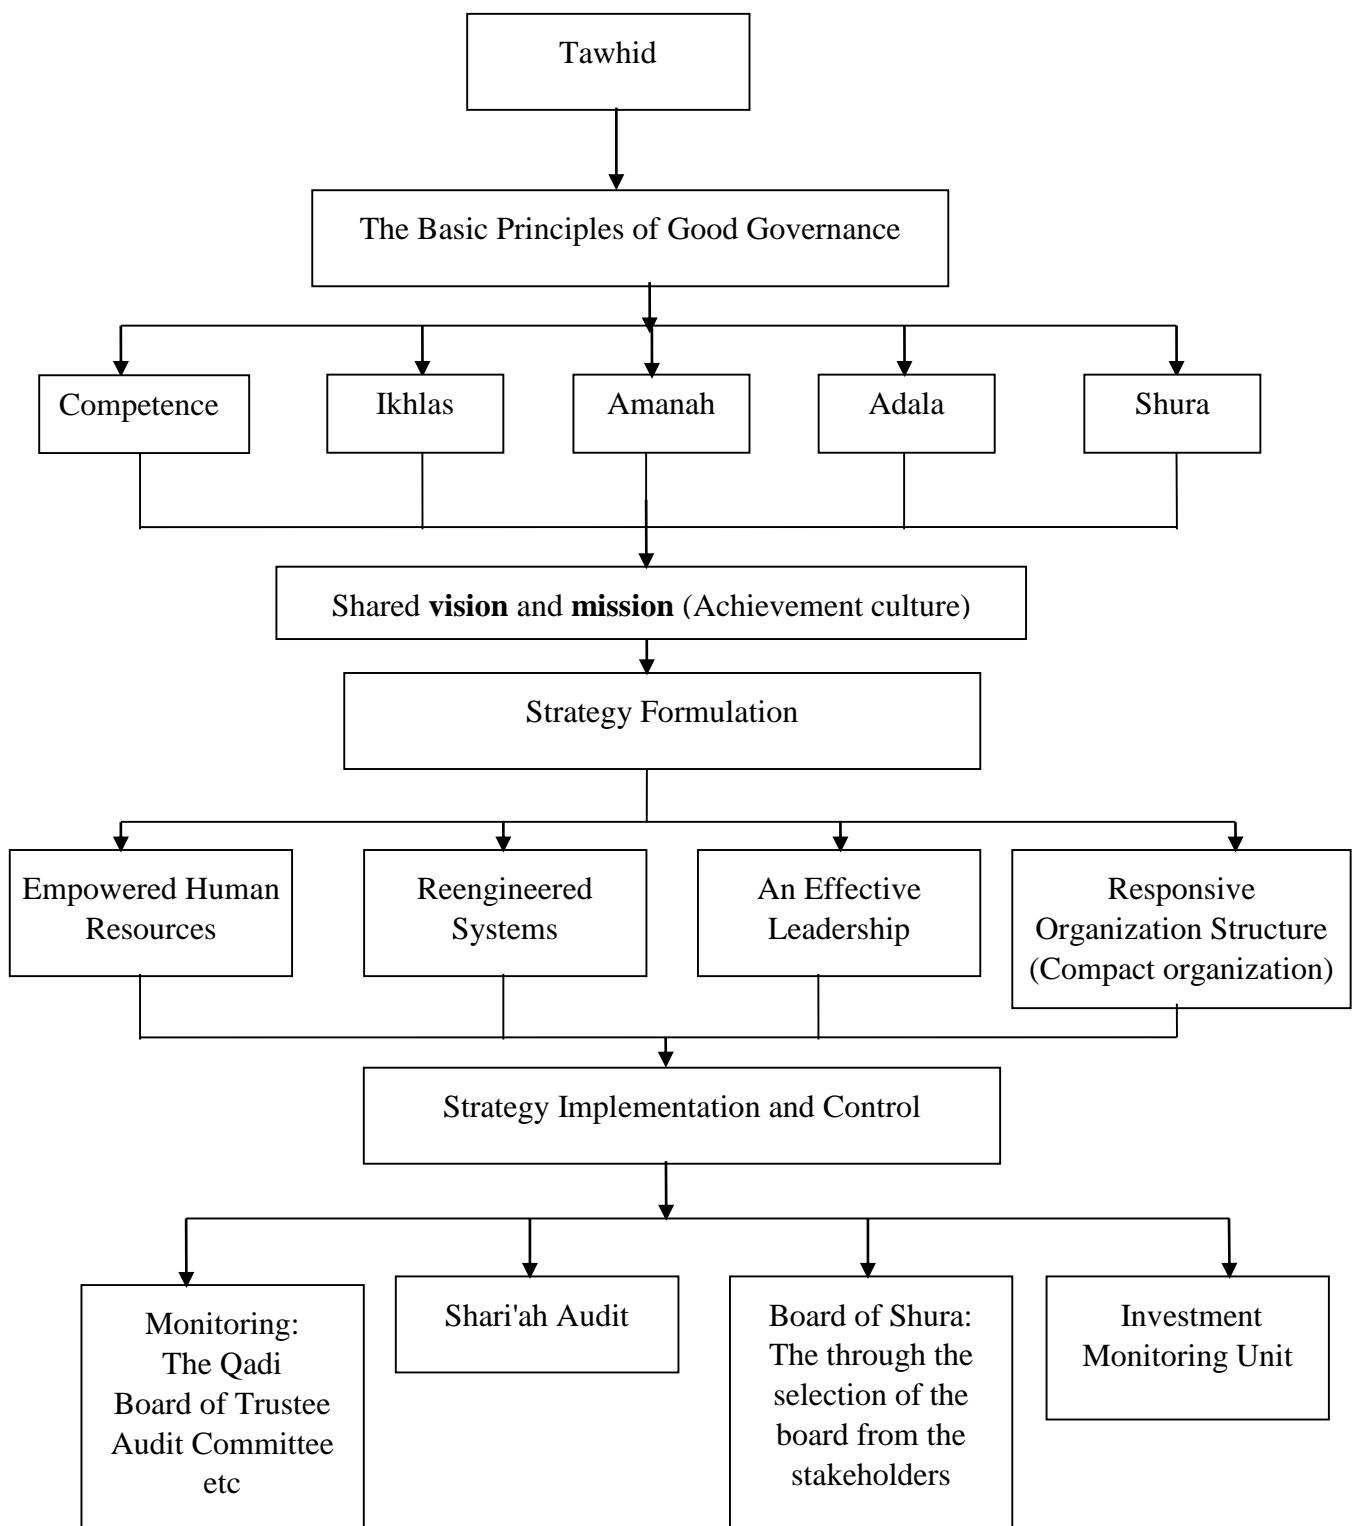 Tawhid
The Basic Principles of Good Governance
Competence
Ikhlas
Amanah
Adala
Shura
Shared vision and mission (Achievement culture)
Strategy Formulation
Empowered Human
Resources
Reengineered
Systems
An Effective
Leadership
Responsive
Organization Structure
(Compact organization)
Strategy Implementation and Control
Monitoring:
The Qadi
Board of Trustee
Audit Committee
etc
Shari'ah Audit
Board of Shura:
The through the
selection of the
board from the
stakeholders
Investment
Monitoring Unit